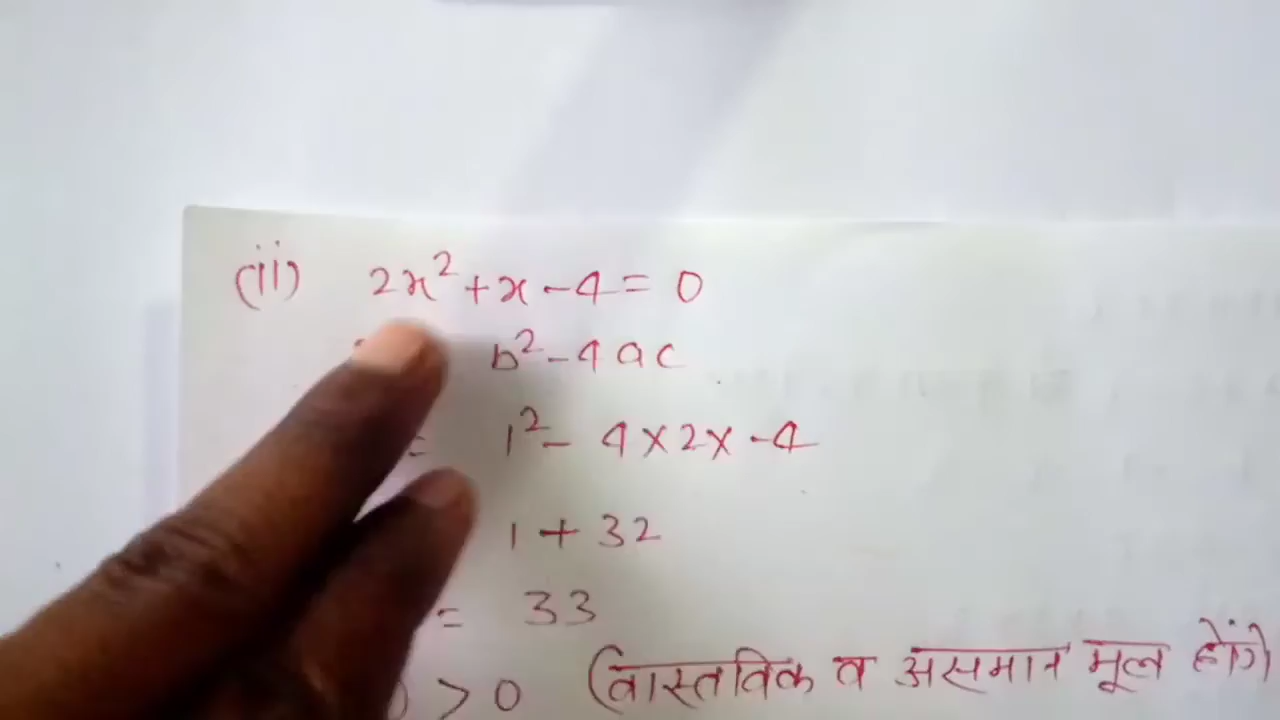 (ii) 2x² + x - 4 = 0
b² - 4ac
= 1² - 4 × 2 × -4
1 + 32
= 33
> 0 (वास्तविक व असमान मूल होंगे)